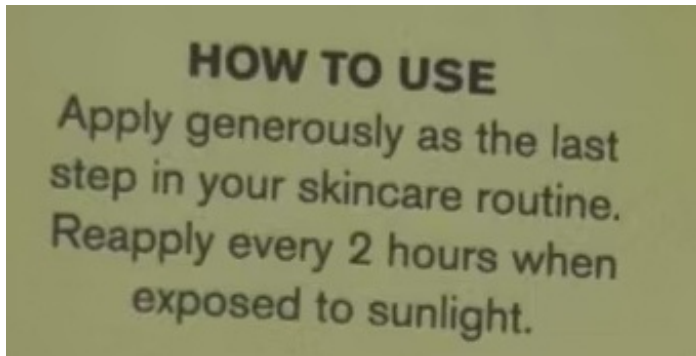 HOW TO USE
Apply generously as the last
step in your skincare routine.
Reapply every 2 hours when
exposed to sunlight.